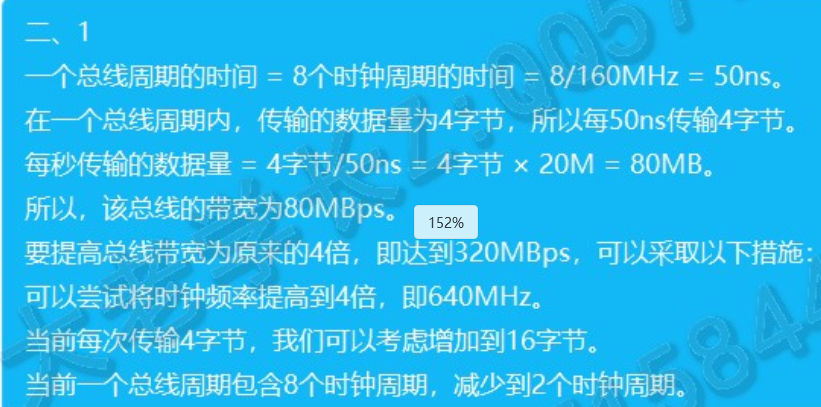 二、1
一个总线周期的时间 = 8个时钟周期的时间 = 8/160MHz = 50ns。
在一个总线周期内，传输的数据量为4字节，所以每50ns传输4字节。
每秒传输的数据量 = 4字节/50ns = 4字节 × 20M = 80MB。
所以，该总线的带宽为80MBps。
152%
要提高总线带宽为原来的4倍，即达到320MBps，可以采取以下措施：
可以尝试将时钟频率提高到4倍，即640MHz。
当前每次传输4字节，我们可以考虑增加到16字节。
当前一个总线周期包含8个时钟周期，减少到2个时钟周期。